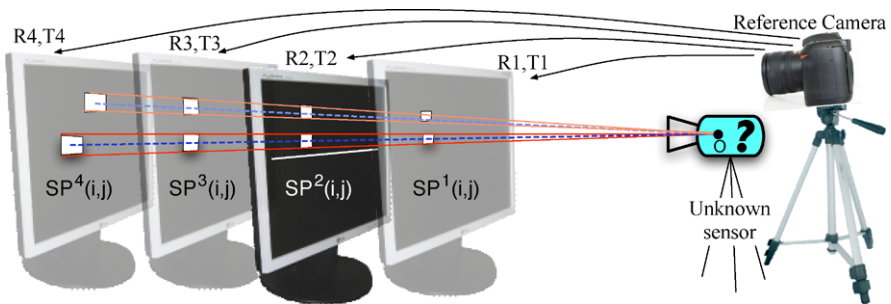 Reference Camera
R4,T4
R3,T3
R2,T2
R1,T1
?
O
SP⁴(i,j)
SP³(i,j)
SP²(i,j)
SP¹(i,j)
Unknown
sensor